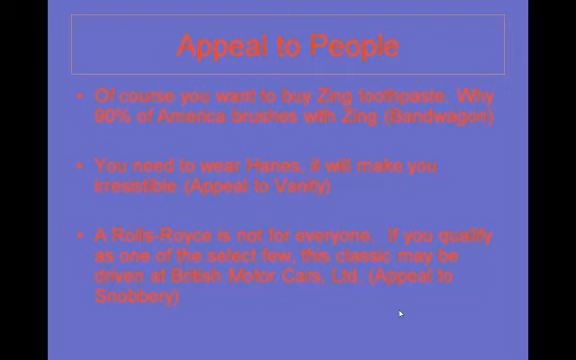 Appeal to People
• Of course you want to buy Zing toothpaste. Why
90% of America brushes with Zing (Bandwagon)
• You need to wear Hanes, it will make you
irresistible (Appeal to Vanity)
• A Rolls-Royce is not for everyone. If you qualify
as one of the select few, this classic may be
driven at British Motor Cars, Ltd. (Appeal to
Snobbery)